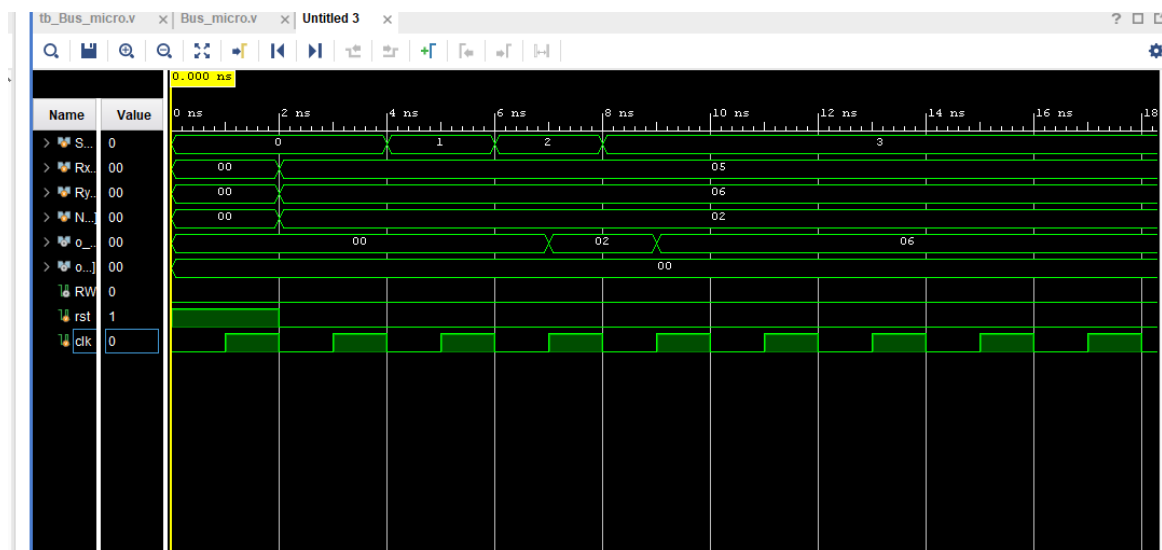 tb_Bus_micro.v × Bus_micro.v × Untitled 3 × ?
0.000 ns
Name Value 0 ns 2 ns 4 ns 6 ns 8 ns 10 ns 12 ns 14 ns 16 ns 18
S... 0 0 1 2 3
Rx.. 00 00 05
Ry.. 00 00 06
N...] 00 00 02
o_.. 00 00 02 06
o...] 00 00
RW 0
rst 1
clk 0